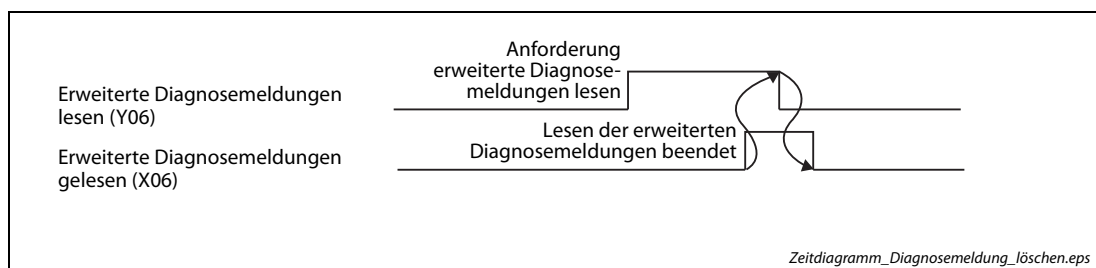 Anforderung
erweiterte Diagnose-
meldungen lesen
Erweiterte Diagnosemeldungen
lesen (Y06)
Lesen der erweiterten
Diagnosemeldungen beendet
Erweiterte Diagnosemeldungen
gelesen (X06)
Zeitdiagramm_Diagnosemeldung_löschen.eps